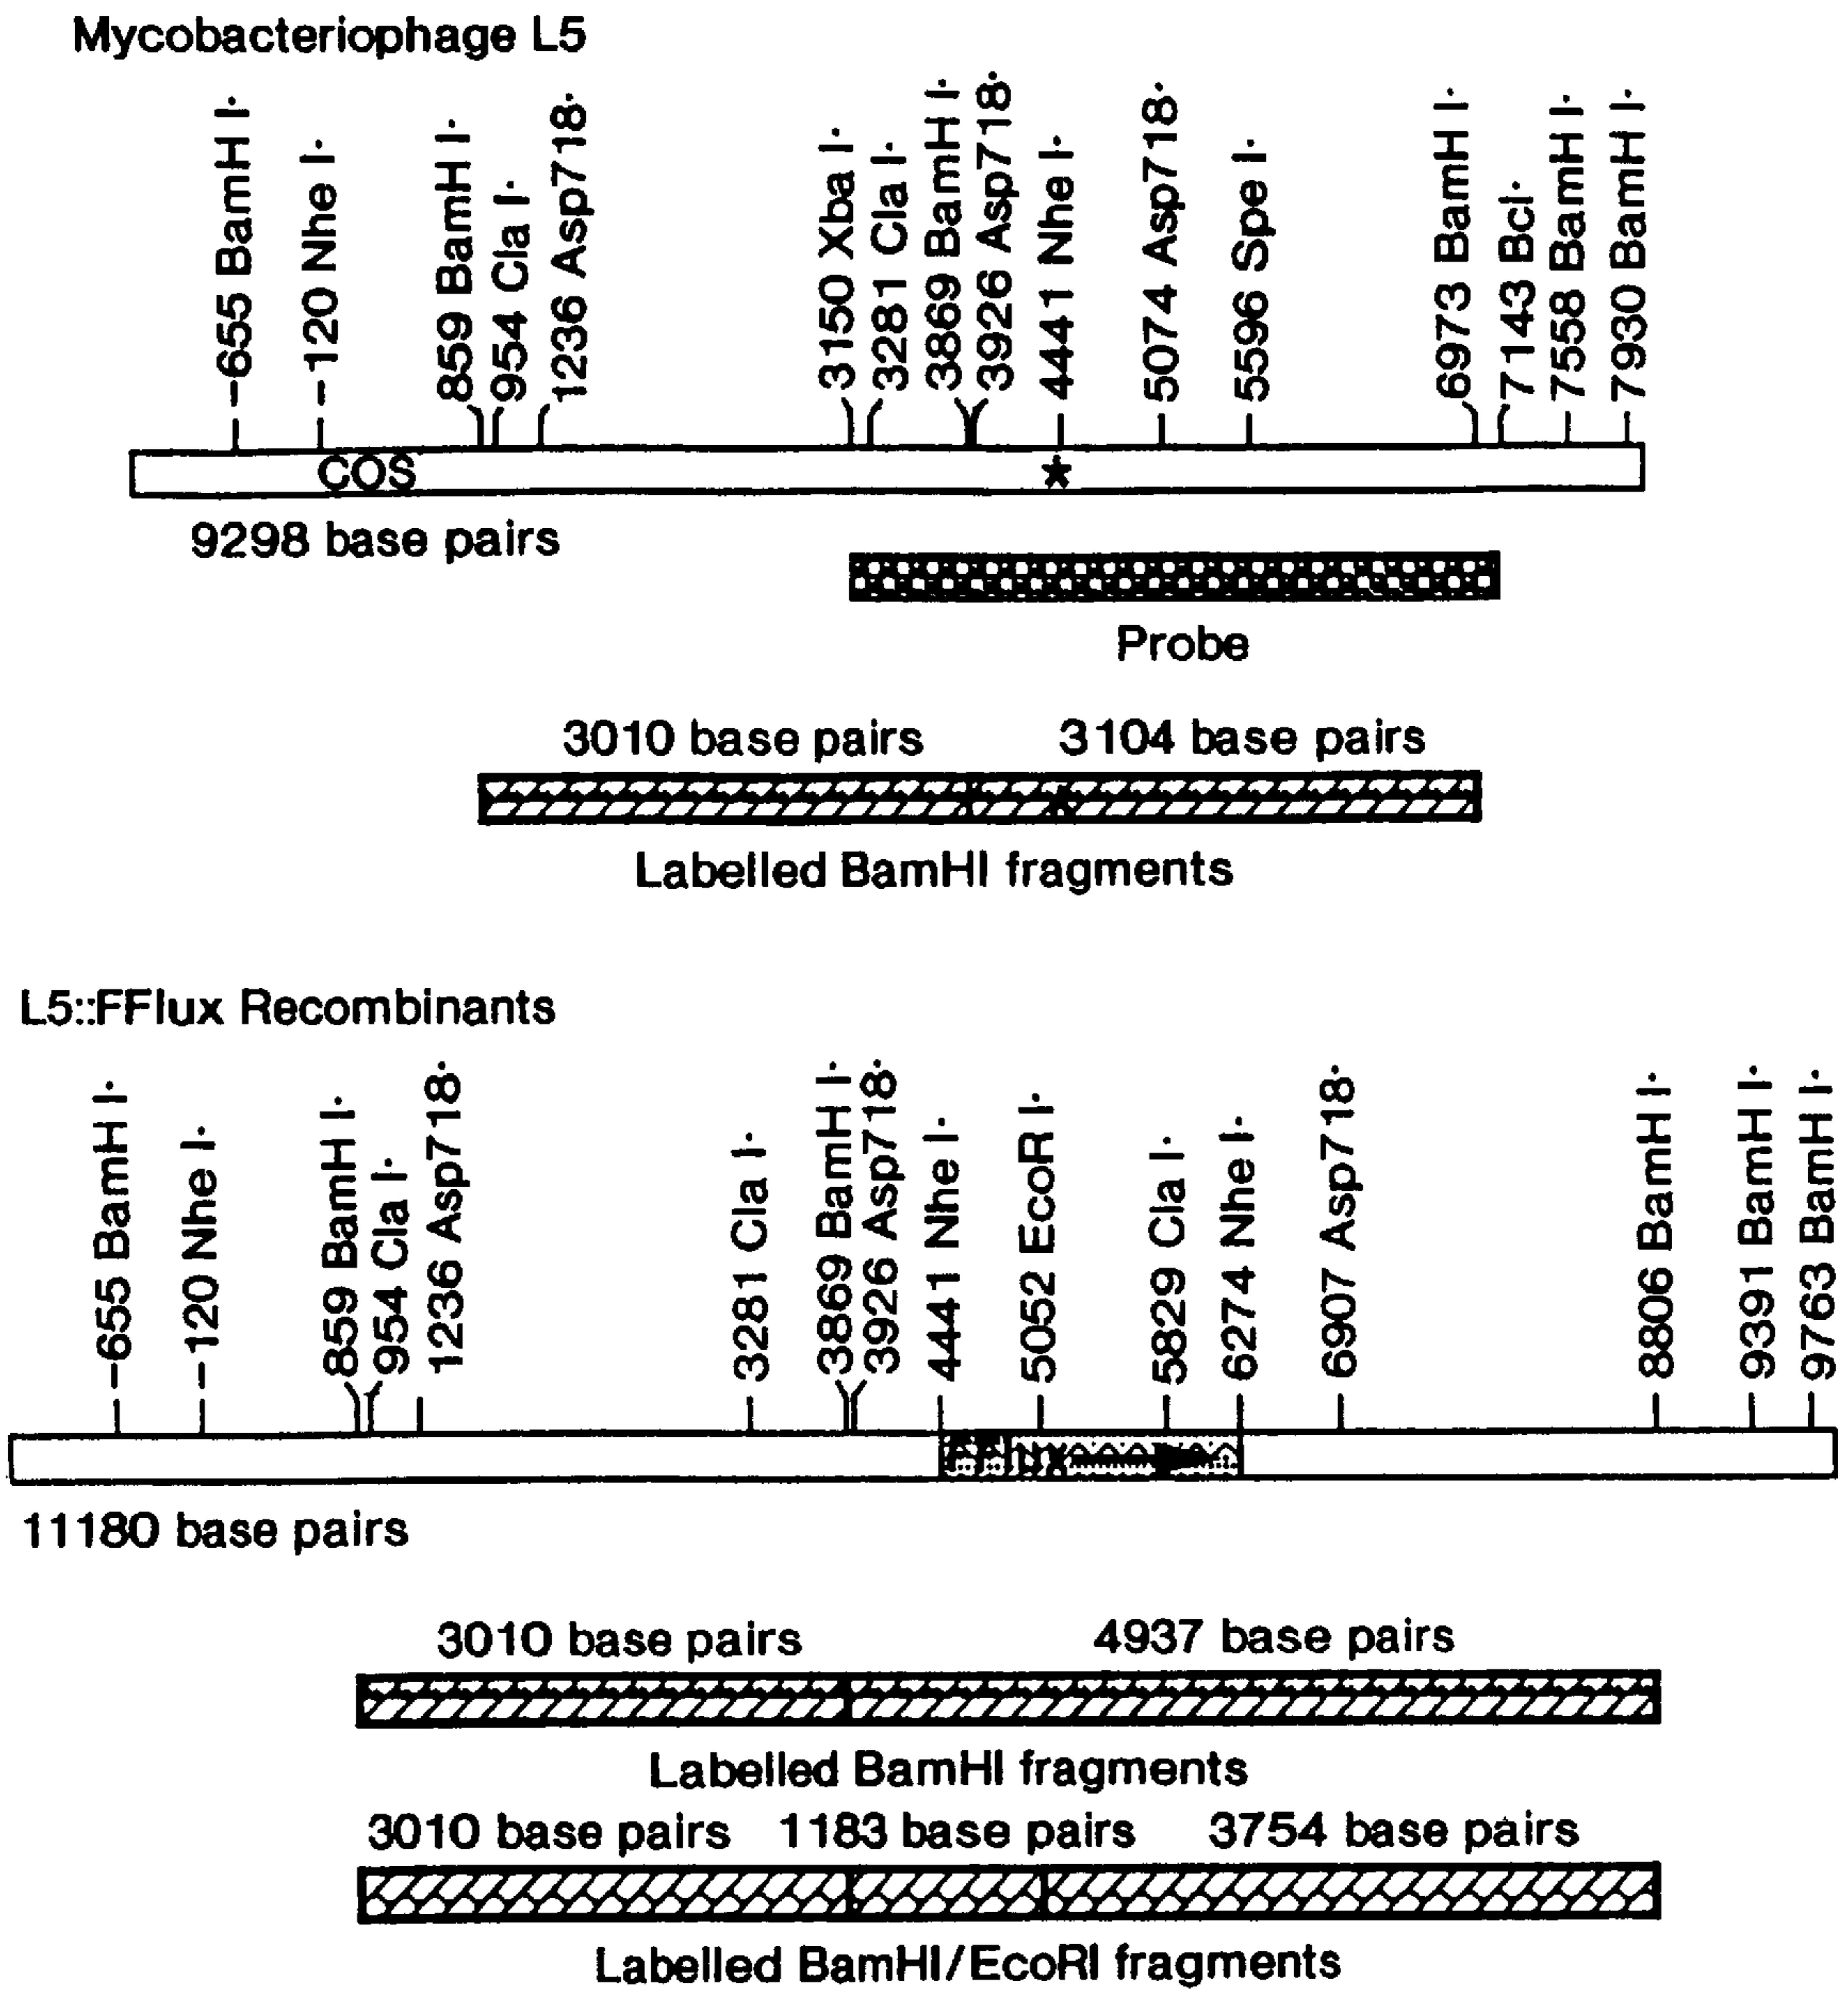 Mycobacteriophage L5
-655 BamH I·
-120 Nhe I·
859 BamH I·
954 Cla I·
1236 Asp718·
3150 Xba I·
3281 Cla I·
3869 BamH I·
3926 Asp718·
4441 Nhe I·
5074 Asp718·
5596 Spe I·
6973 BamH I·
7143 Bcl·
7558 BamH I·
7930 BamH I·
COS
*
9298 base pairs
Probe
3010 base pairs 3104 base pairs
Labelled BamHI fragments
L5::FFlux Recombinants
-655 BamH I·
-120 Nhe I·
859 BamH I·
954 Cla I·
1236 Asp718·
3281 Cla I·
3869 BamH I·
3926 Asp718·
4441 Nhe I·
5052 EcoR I·
5829 Cla I·
6274 Nhe I·
6907 Asp718·
8806 BamH I·
9391 BamH I·
9763 BamH I·
11180 base pairs
3010 base pairs 4937 base pairs
Labelled BamHI fragments
3010 base pairs 1183 base pairs 3754 base pairs
Labelled BamHI/EcoRI fragments